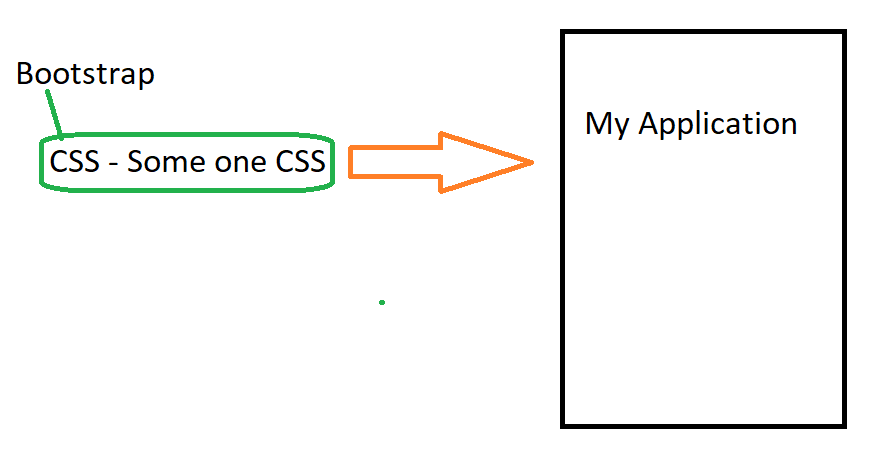 Bootstrap
CSS - Some one CSS
My Application